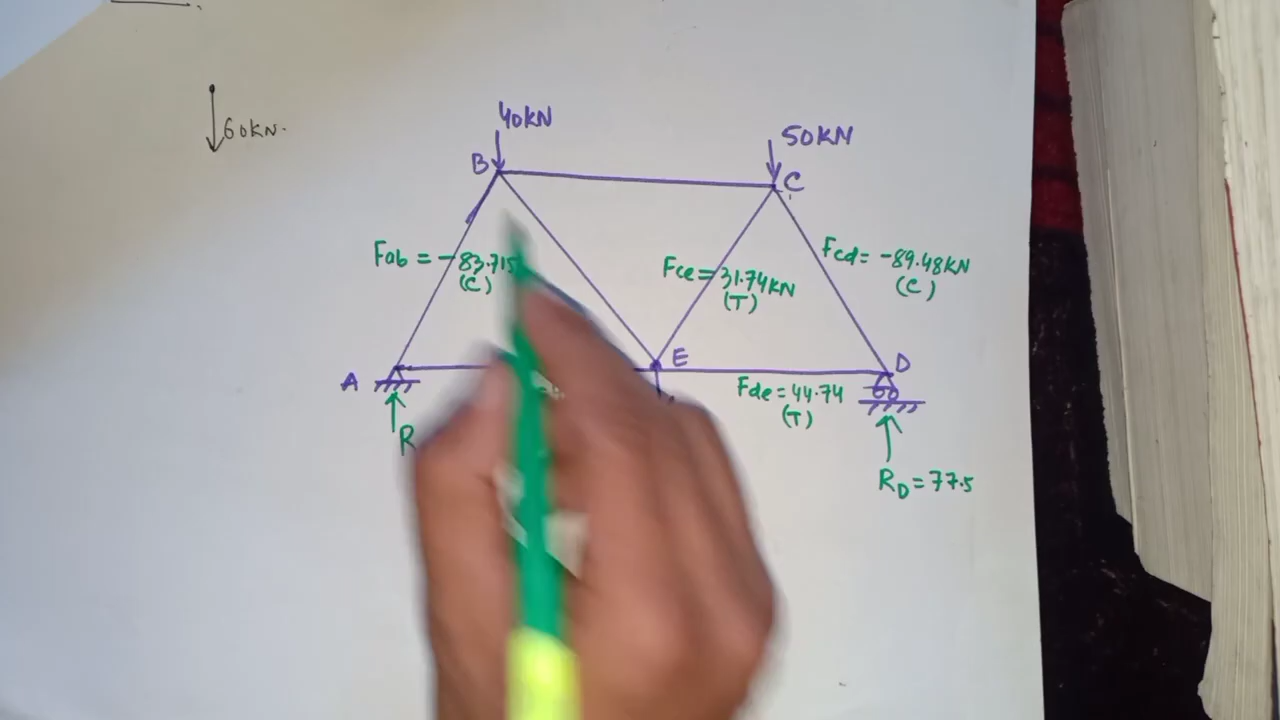 60KN.
40KN
50KN
B
C
Fab = -83.715
(C)
Fce = 31.74KN
(T)
Fcd = -89.48KN
(C)
A
E
D
Fde = 44.74
(T)
R
RD = 77.5